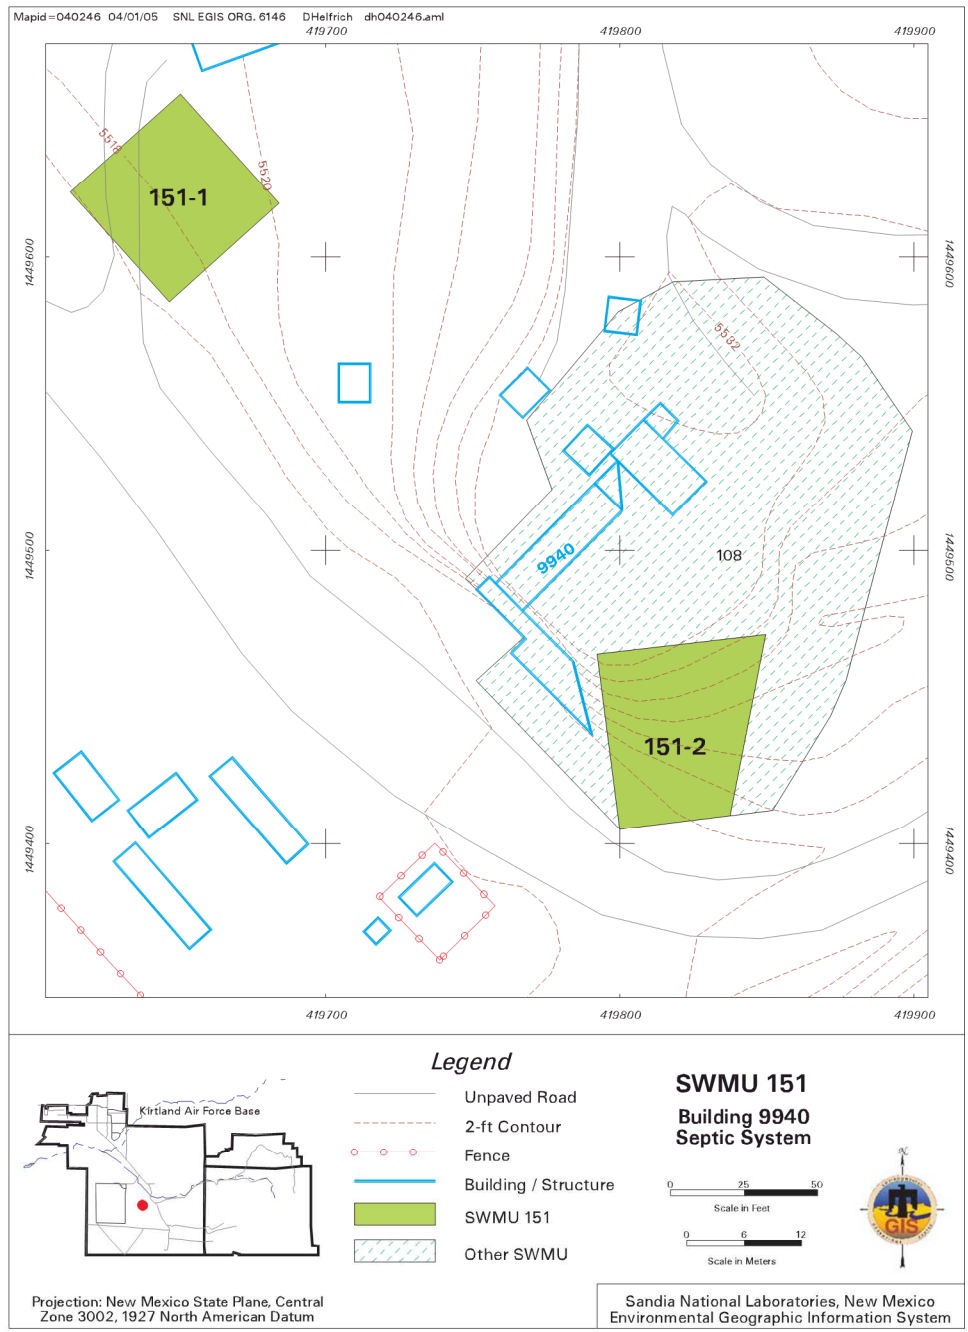 Mapid=040246 04/01/05 SNL EGIS ORG. 6146 DHelfrich dh040246.aml
419700 419800 419900
5518
5520
151-1
1449600 1449600
5532
1449500 1449500
9940
108
151-2
1449400 1449400
419700 419800 419900
Legend
Unpaved Road
2-ft Contour
Fence
Building / Structure
SWMU 151
Other SWMU
Kirtland Air Force Base
SWMU 151
Building 9940
Septic System
0 25 50
Scale in Feet
0 6 12
Scale in Meters
N
GIS
Projection: New Mexico State Plane, Central
Zone 3002, 1927 North American Datum
Sandia National Laboratories, New Mexico
Environmental Geographic Information System